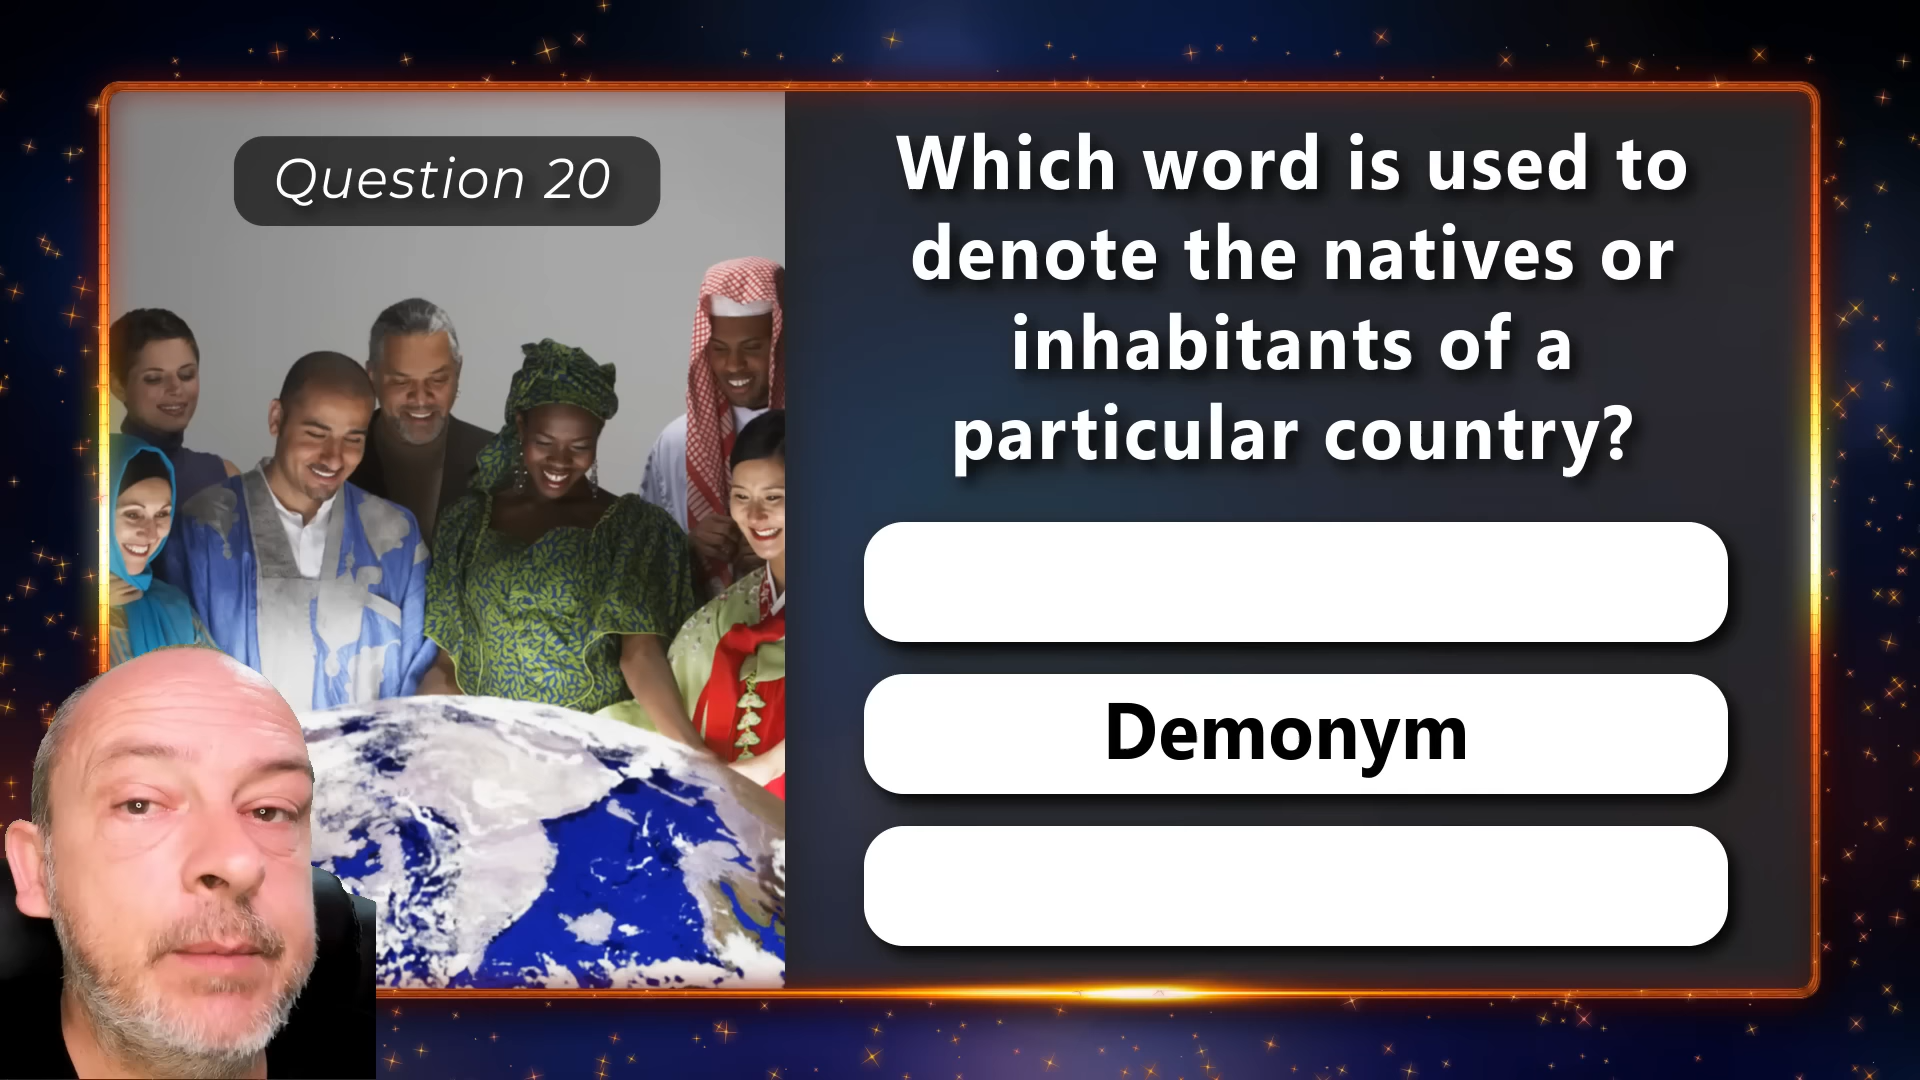 Question 20
Which word is used to
denote the natives or
inhabitants of a
particular country?
Demonym